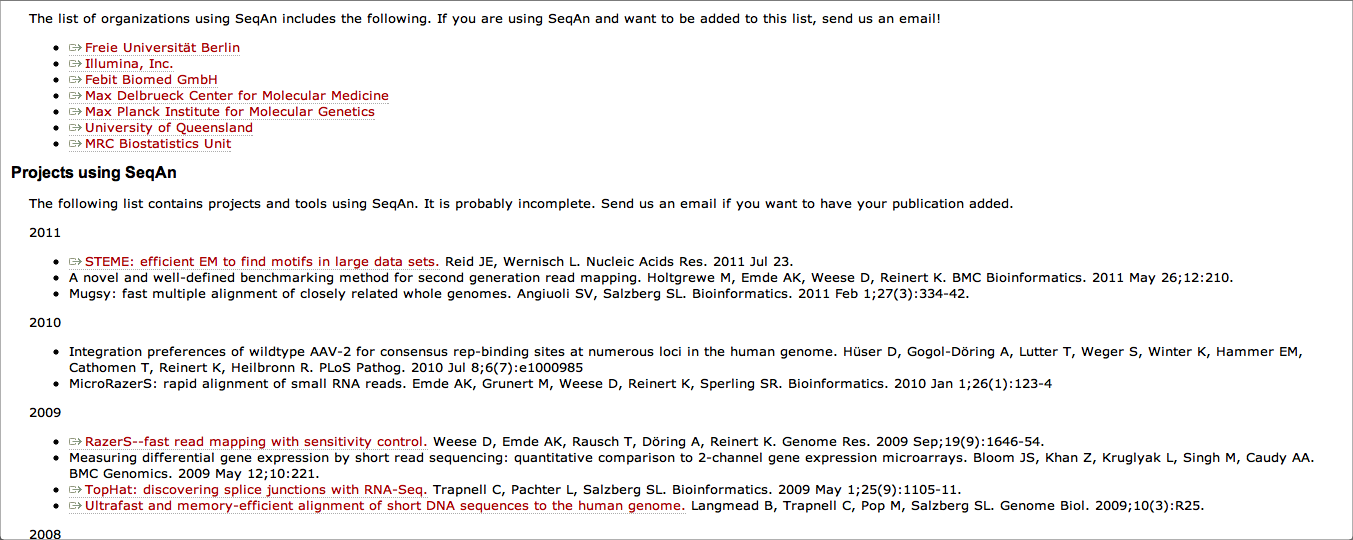 The list of organizations using SeqAn includes the following. If you are using SeqAn and want to be added to this list, send us an email!
Freie Universität Berlin
Illumina, Inc.
Febit Biomed GmbH
Max Delbrueck Center for Molecular Medicine
Max Planck Institute for Molecular Genetics
University of Queensland
MRC Biostatistics Unit
Projects using SeqAn
The following list contains projects and tools using SeqAn. It is probably incomplete. Send us an email if you want to have your publication added.
2011
STEME: efficient EM to find motifs in large data sets. Reid JE, Wernisch L. Nucleic Acids Res. 2011 Jul 23.
A novel and well-defined benchmarking method for second generation read mapping. Holtgrewe M, Emde AK, Weese D, Reinert K. BMC Bioinformatics. 2011 May 26;12:210.
Mugsy: fast multiple alignment of closely related whole genomes. Angiuoli SV, Salzberg SL. Bioinformatics. 2011 Feb 1;27(3):334-42.
2010
Integration preferences of wildtype AAV-2 for consensus rep-binding sites at numerous loci in the human genome. Hüser D, Gogol-Döring A, Lutter T, Weger S, Winter K, Hammer EM,
Cathomen T, Reinert K, Heilbronn R. PLoS Pathog. 2010 Jul 8;6(7):e1000985
MicroRazerS: rapid alignment of small RNA reads. Emde AK, Grunert M, Weese D, Reinert K, Sperling SR. Bioinformatics. 2010 Jan 1;26(1):123-4
2009
RazerS--fast read mapping with sensitivity control. Weese D, Emde AK, Rausch T, Döring A, Reinert K. Genome Res. 2009 Sep;19(9):1646-54.
Measuring differential gene expression by short read sequencing: quantitative comparison to 2-channel gene expression microarrays. Bloom JS, Khan Z, Kruglyak L, Singh M, Caudy AA.
BMC Genomics. 2009 May 12;10:221.
TopHat: discovering splice junctions with RNA-Seq. Trapnell C, Pachter L, Salzberg SL. Bioinformatics. 2009 May 1;25(9):1105-11.
Ultrafast and memory-efficient alignment of short DNA sequences to the human genome. Langmead B, Trapnell C, Pop M, Salzberg SL. Genome Biol. 2009;10(3):R25.
2008